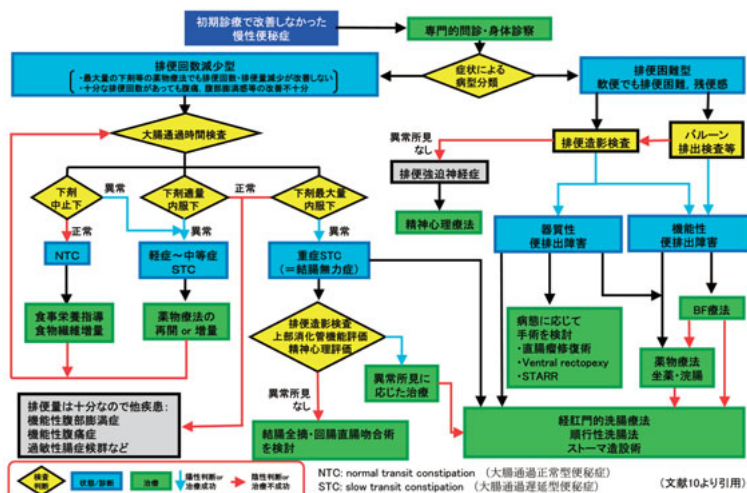 初期診療で改善しなかった
慢性便秘症
専門的問診・身体診察
排便回数減少型
・最大量の下剤等の薬物療法でも排便回数・排便量減少が改善しない
・十分な排便回数があっても腹痛、腹部膨満感等の改善不十分
症状による
病型分類
排便困難型
軟便でも排便困難、残便感
大腸通過時間検査
異常所見
なし
排便造影検査
バルーン
排出検査等
排便強迫神経症
精神心理療法
下剤
中止下
異常
下剤適量
内服下
正常
下剤最大量
内服下
正常
異常
異常
NTC
軽症〜中等症
STC
重症STC
(=結腸無力症)
器質性
便排出障害
機能性
便排出障害
食事栄養指導
食物繊維増量
薬物療法の
再開 or 増量
排便造影検査
上部消化管機能評価
精神心理評価
病態に応じて
手術を検討
・直腸瘤修復術
・Ventral rectopexy
・STARR
BF療法
薬物療法
坐薬・浣腸
異常所見に
応じた治療
異常所見
なし
排便量は十分なので他疾患:
機能性腹部膨満症
機能性腹痛症
過敏性腸症候群など
結腸全摘・回腸直腸吻合術
を検討
経肛門的洗腸療法
順行性洗腸法
ストーマ造設術
検査
判断
状態/診断
治療
陽性判断or
治療成功
陰性判断or
治療不成功
NTC: normal transit constipation (大腸通過正常型便秘症)
STC: slow transit constipation (大腸通過遅延型便秘症)
(文献10より引用)